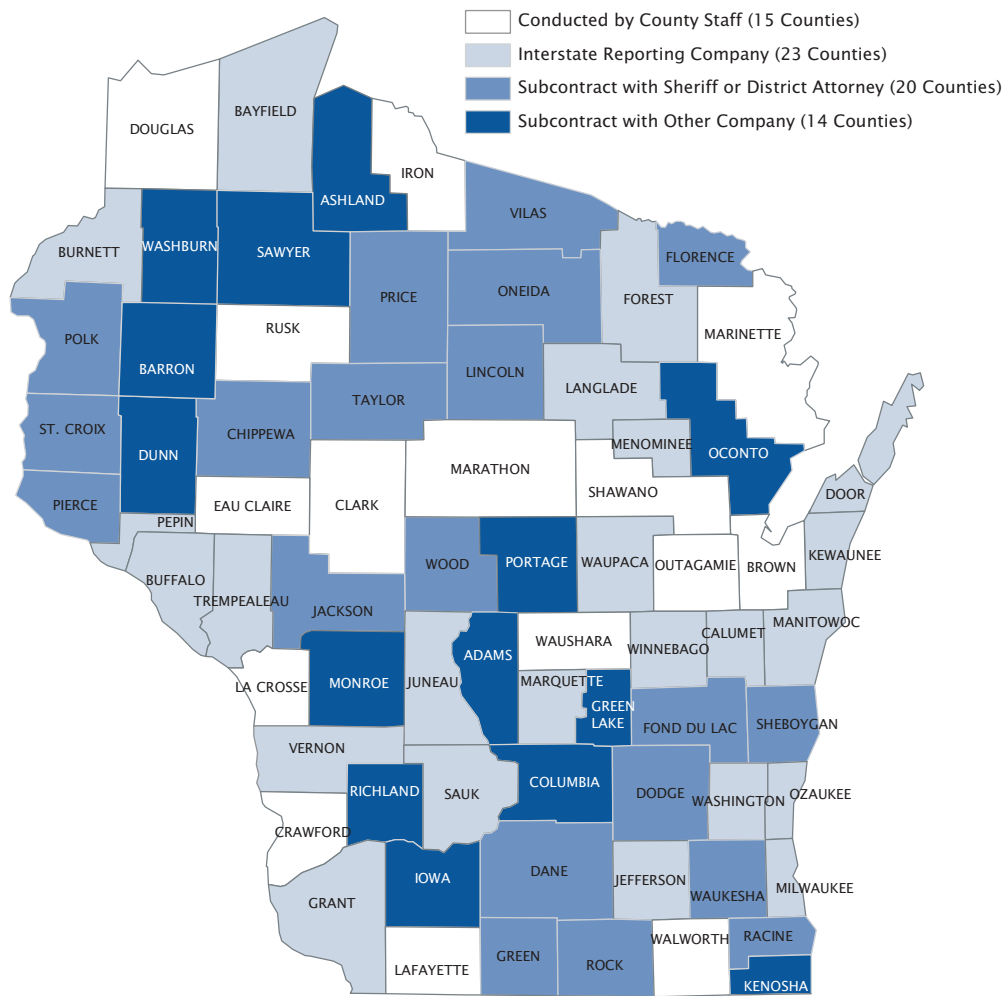 Conducted by County Staff (15 Counties)
Interstate Reporting Company (23 Counties)
Subcontract with Sheriff or District Attorney (20 Counties)
Subcontract with Other Company (14 Counties)
DOUGLAS
BAYFIELD
ASHLAND
IRON
VILAS
BURNETT
WASHBURN
SAWYER
FLORENCE
PRICE
ONEIDA
FOREST
MARINETTE
POLK
RUSK
BARRON
LINCOLN
LANGLADE
TAYLOR
ST. CROIX
DUNN
CHIPPEWA
MENOMINEE
OCONTO
MARATHON
SHAWANO
DOOR
PIERCE
EAU CLAIRE
CLARK
PEPIN
WOOD
PORTAGE
WAUPACA
OUTAGAMIE
BROWN
KEWAUNEE
BUFFALO
TREMPEALEAU
JACKSON
WAUSHARA
WINNEBAGO
CALUMET
MANITOWOC
LA CROSSE
MONROE
JUNEAU
ADAMS
MARQUETTE
GREEN
LAKE
FOND DU LAC
SHEBOYGAN
VERNON
RICHLAND
SAUK
COLUMBIA
DODGE
WASHINGTON
OZAUKEE
CRAWFORD
IOWA
DANE
JEFFERSON
WAUKESHA
MILWAUKEE
GRANT
LAFAYETTE
GREEN
ROCK
WALWORTH
RACINE
KENOSHA